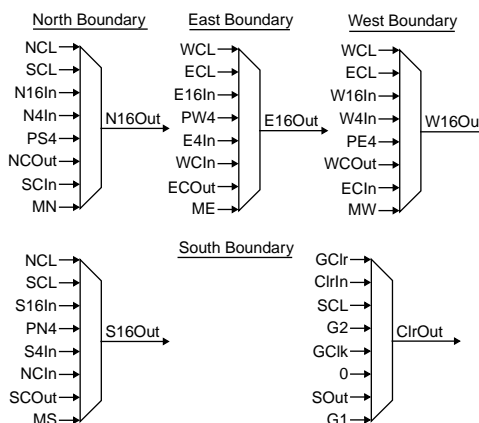 North Boundary
NCL
SCL
N16In
N4In
PS4
NCOut
SCIn
MN
N16Out
East Boundary
WCL
ECL
E16In
PW4
E4In
WCIn
ECOut
ME
E16Out
West Boundary
WCL
ECL
W16In
W4In
PE4
WCOut
ECIn
MW
W16Ou
South Boundary
NCL
SCL
S16In
PN4
S4In
NCIn
SCOut
MS
S16Out
GClr
ClrIn
SCL
G2
GClk
0
SOut
G1
ClrOut